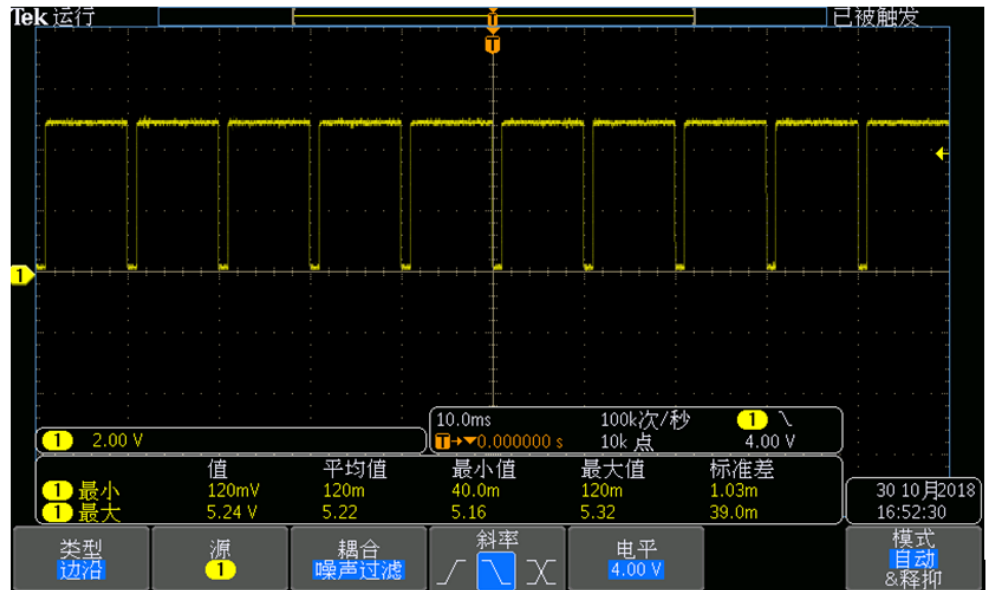 Tek 运行 已被触发
T
T
1
10.0ms 100k次/秒 1
1 2.00 V T→▼0.000000 s 10k 点 4.00 V
值 平均值 最小值 最大值 标准差
1 最小 120mV 120m 40.0m 120m 1.03m
1 最大 5.24 V 5.22 5.16 5.32 39.0m
30 10月2018
16:52:30
类型 源 耦合 斜率 电平 模式
边沿 1 噪声过滤 4.00 V 自动
&释抑